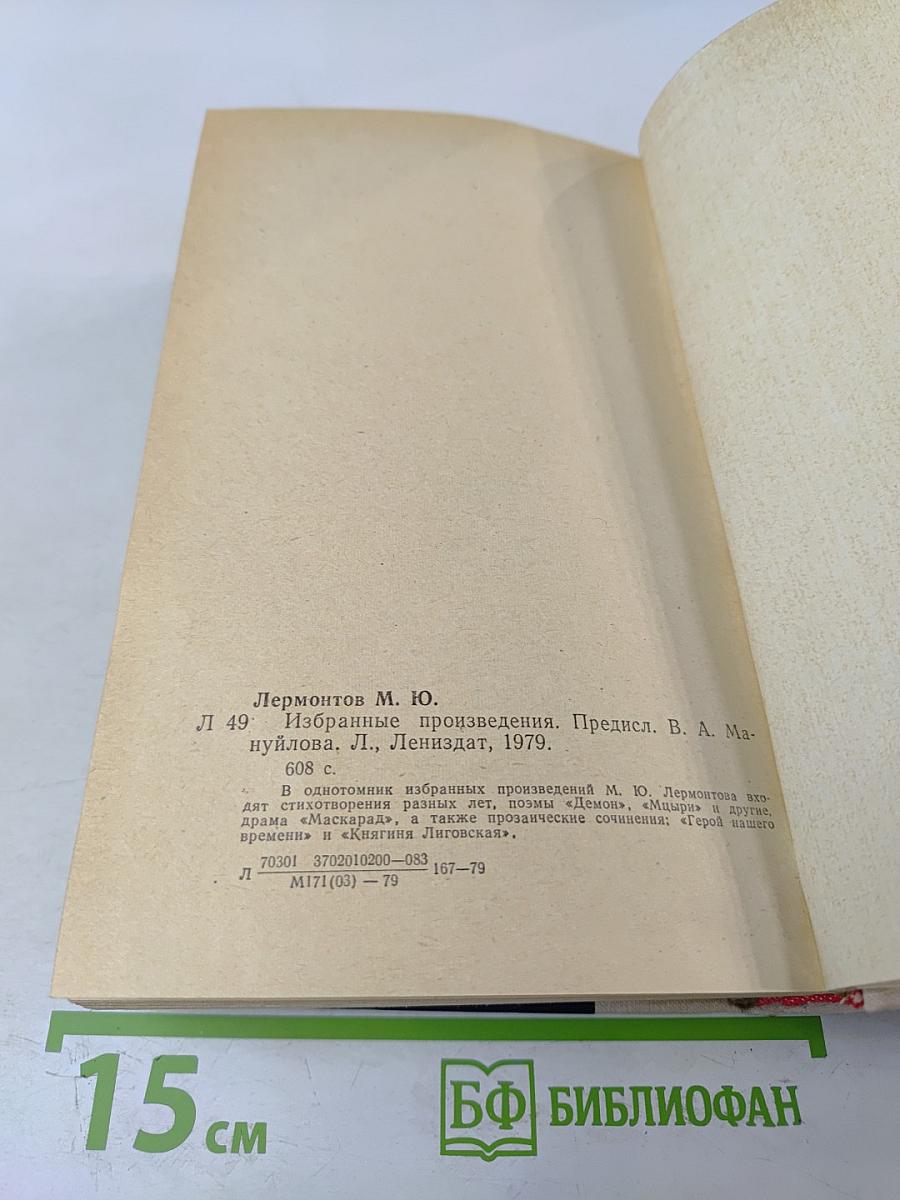 Лермонтов М. Ю.
Л 49 Избранные произведения. Предисл. В. А. Ма-
нуйлова. Л., Лениздат, 1979.
608 с.
В однотомник избранных произведений М. Ю. Лермонтова вхо-
дят стихотворения разных лет, поэмы «Демон», «Мцыри» и другие,
драма «Маскарад», а также прозаические сочинения: «Герой нашего
времени» и «Княгиня Лиговская».
Л 70301 3702010200—083 167—79
М171(03) — 79
15 см
БФ БИБЛИОФАН